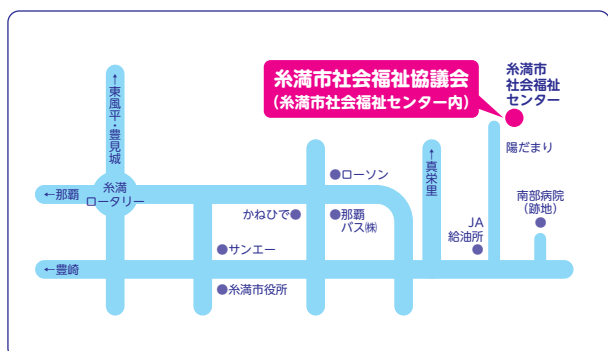 糸満市社会福祉協議会
（糸満市社会福祉センター内）
糸満市
社会福祉
センター
←東風平・豊見城
陽だまり
←真栄里
●ローソン
南部病院
（跡地）
←那覇
糸満
ロータリー
かねひで●
●那覇
バス㈱
JA
給油所
●サンエー
←豊崎
●糸満市役所